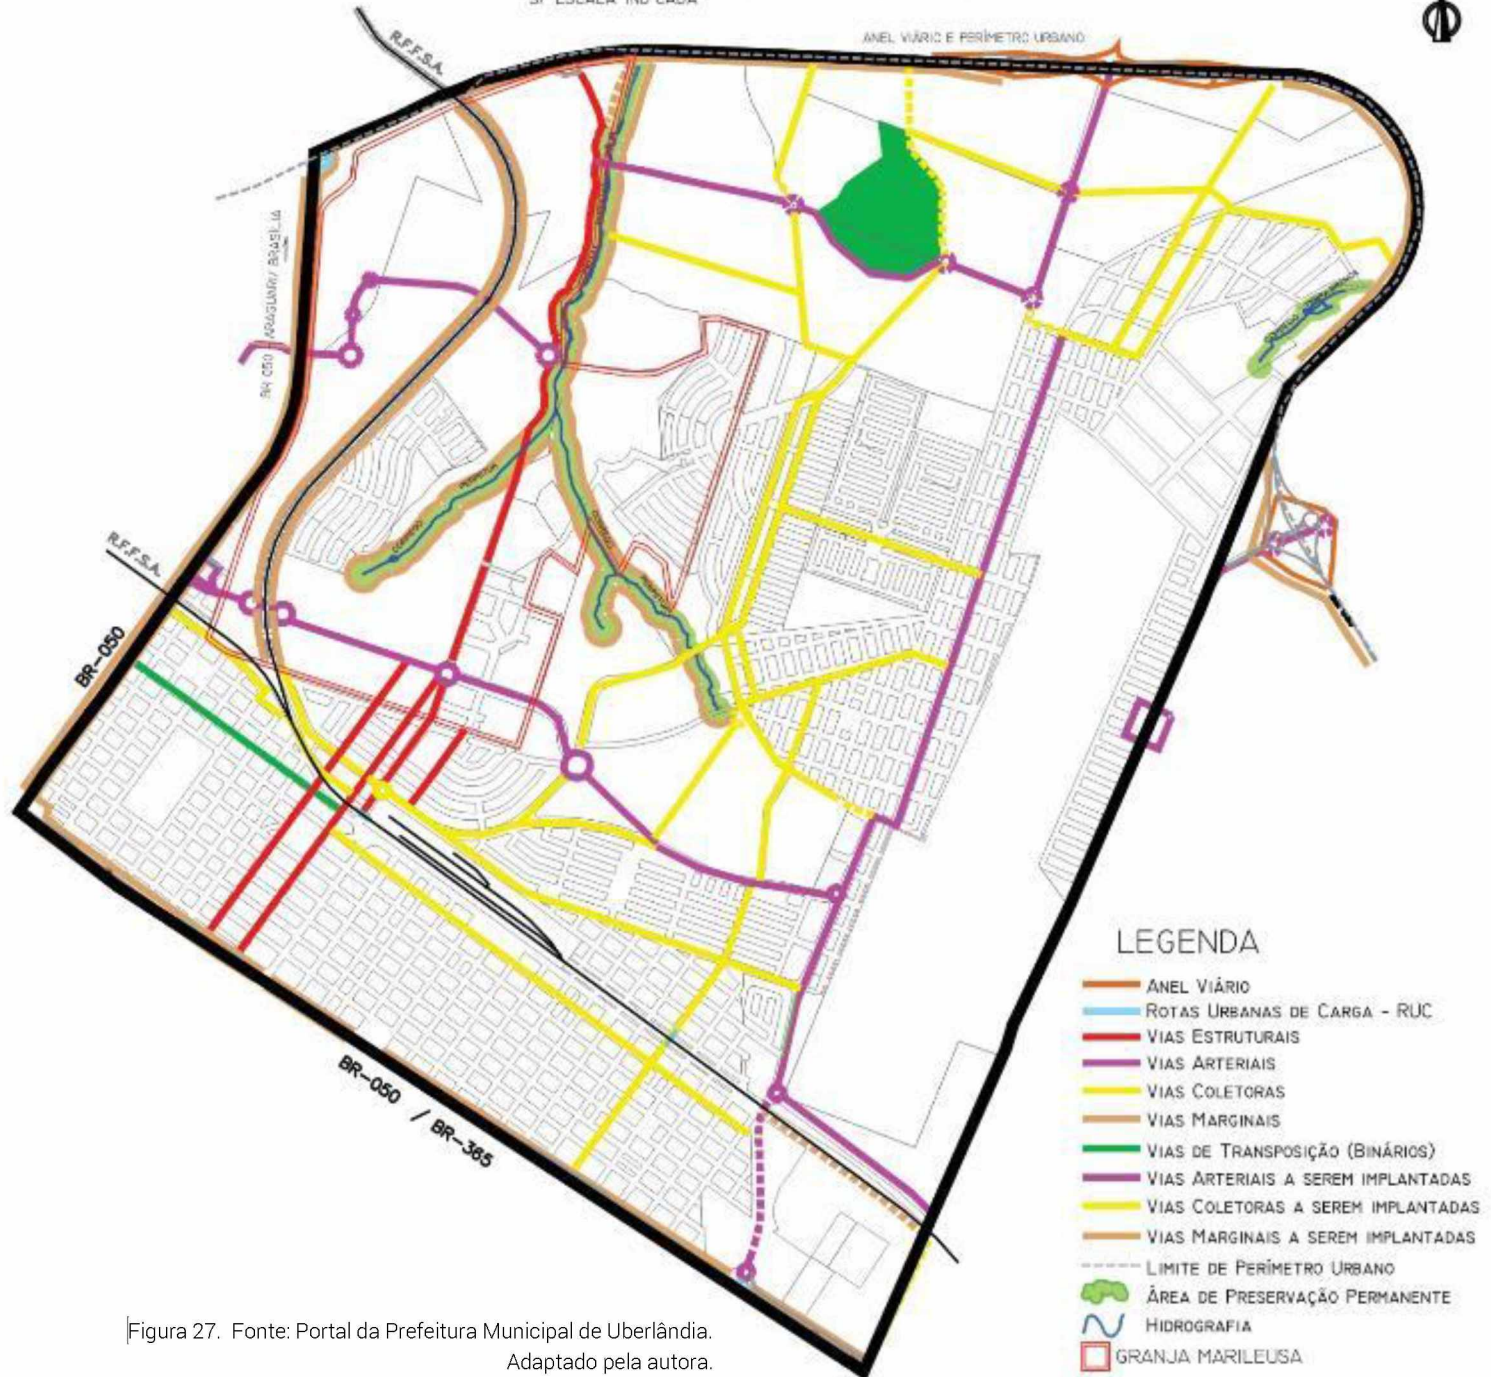 ANEL VIÁRIO E PERÍMETRO URBANO
R.F.F.S.A.
BR 050 ARAGUARI/ BRASÍLIA
R.F.F.S.A.
BR-050
CÓRREGO
PERPÉTUA
BR-050 / BR-365
LEGENDA
ANEL VIÁRIO
ROTAS URBANAS DE CARGA - RUC
VIAS ESTRUTURAIS
VIAS ARTERIAIS
VIAS COLETORAS
VIAS MARGINAIS
VIAS DE TRANSPOSIÇÃO (BINÁRIOS)
VIAS ARTERIAIS A SEREM IMPLANTADAS
VIAS COLETORAS A SEREM IMPLANTADAS
VIAS MARGINAIS A SEREM IMPLANTADAS
LIMITE DE PERÍMETRO URBANO
ÁREA DE PRESERVAÇÃO PERMANENTE
HIDROGRAFIA
GRANJA MARILEUSA
Figura 27. Fonte: Portal da Prefeitura Municipal de Uberlândia.
Adaptado pela autora.